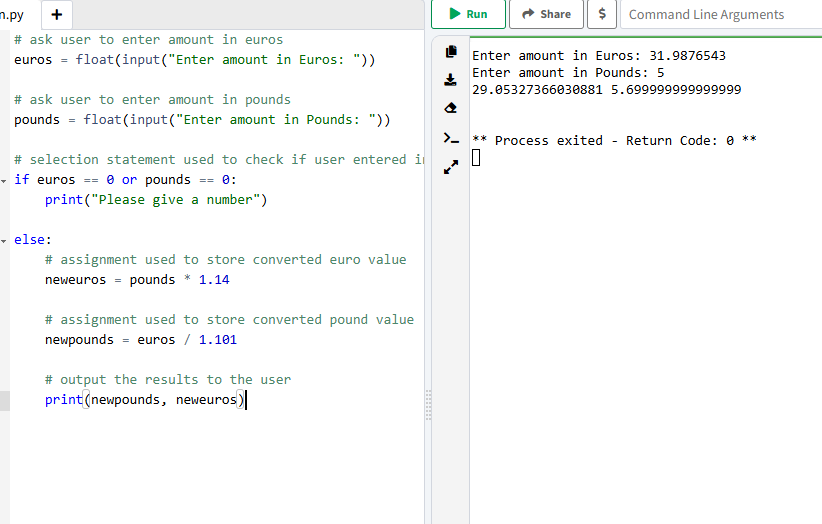 n.py +
# ask user to enter amount in euros
euros = float(input("Enter amount in Euros: "))
# ask user to enter amount in pounds
pounds = float(input("Enter amount in Pounds: "))
# selection statement used to check if user entered
if euros == 0 or pounds == 0:
print("Please give a number")
else:
# assignment used to store converted euro value
neweuros = pounds * 1.14
# assignment used to store converted pound value
newpounds = euros / 1.101
# output the results to the user
print(newpounds, neweuros)
Run Share $ Command Line Arguments
Enter amount in Euros: 31.9876543
Enter amount in Pounds: 5
29.05327366030881 5.699999999999999
** Process exited - Return Code: 0 **